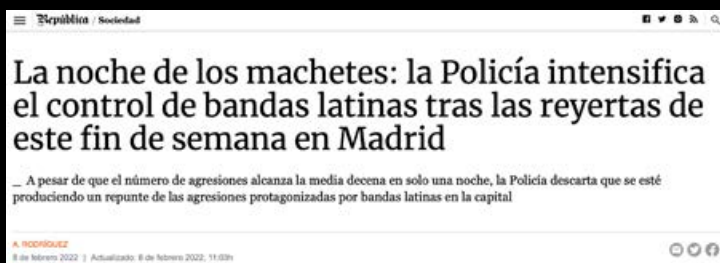 República / Sociedad
La noche de los machetes: la Policía intensifica
el control de bandas latinas tras las reyertas de
este fin de semana en Madrid
_ A pesar de que el número de agresiones alcanza la media decena en solo una noche, la Policía descarta que se esté
produciendo un repunte de las agresiones protagonizadas por bandas latinas en la capital
A. RODRÍGUEZ
8 de febrero 2022 | Actualizado: 8 de febrero 2022, 11:03h